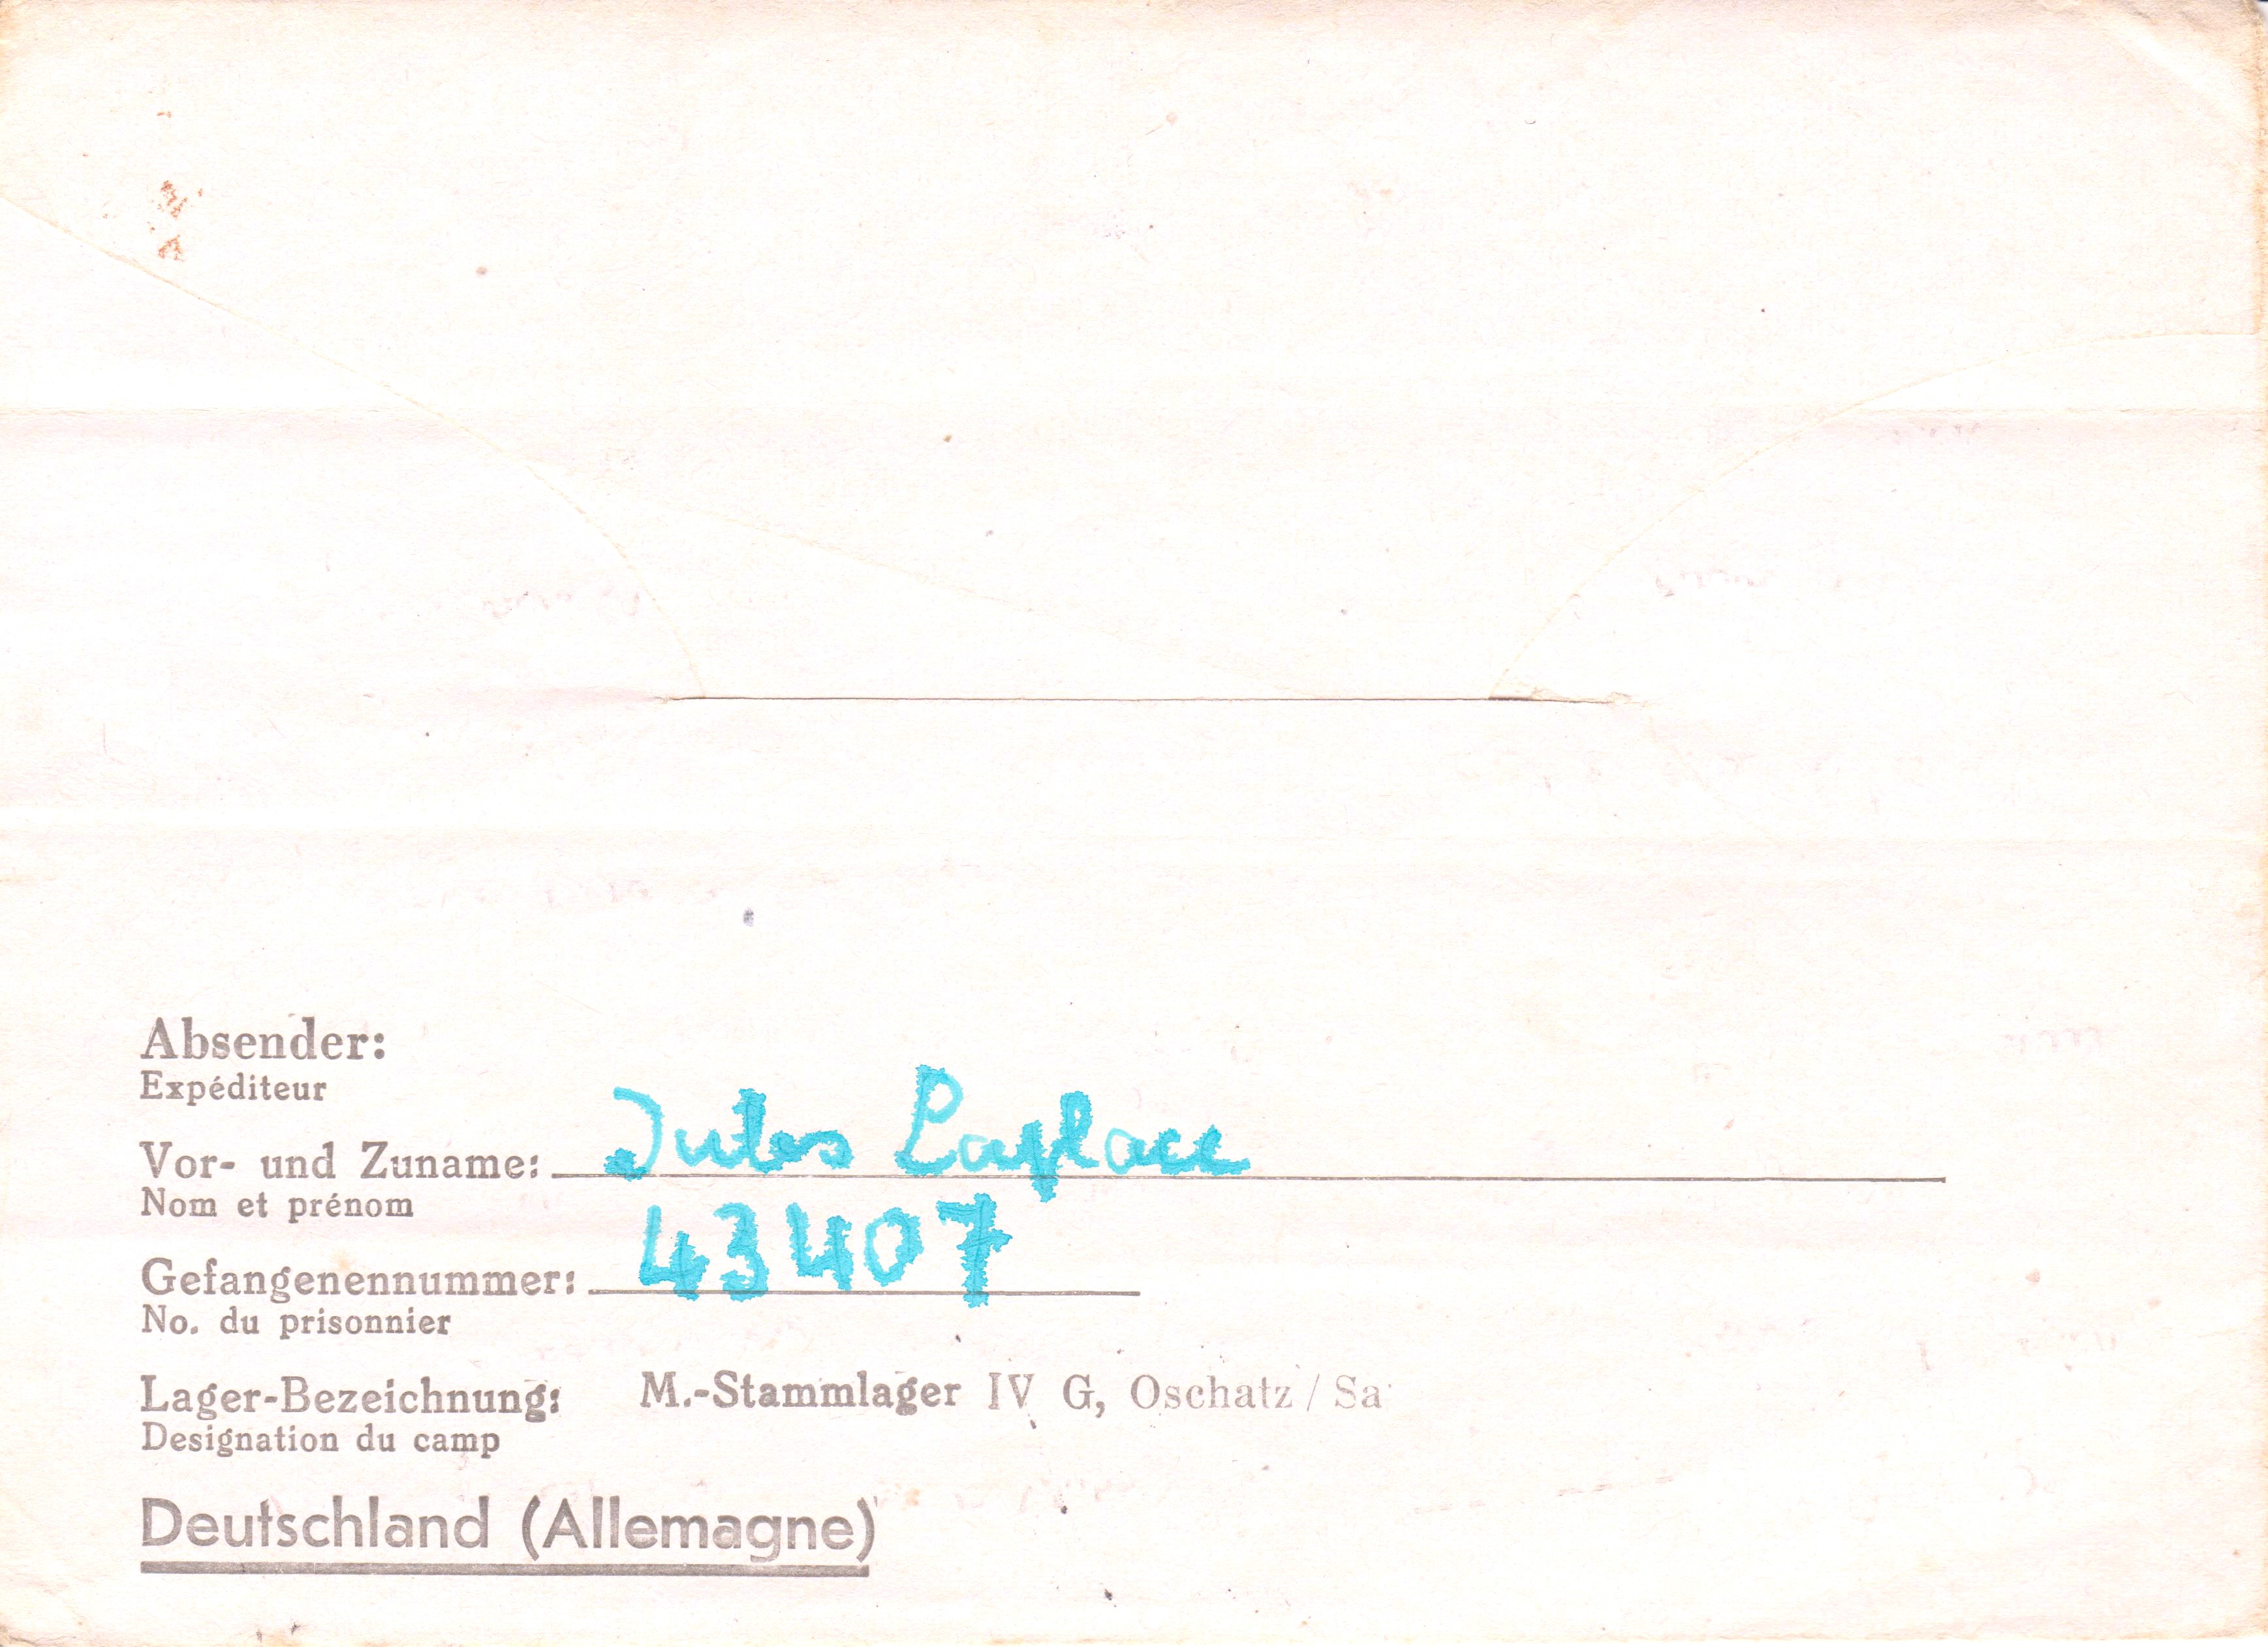 Absender:
Expéditeur
Vor- und Zuname: Jules Laplace
Nom et prénom
Gefangenennummer: 43407
No. du prisonnier
Lager-Bezeichnung: M.-Stammlager IV G, Oschatz / Sa
Designation du camp
Deutschland (Allemagne)